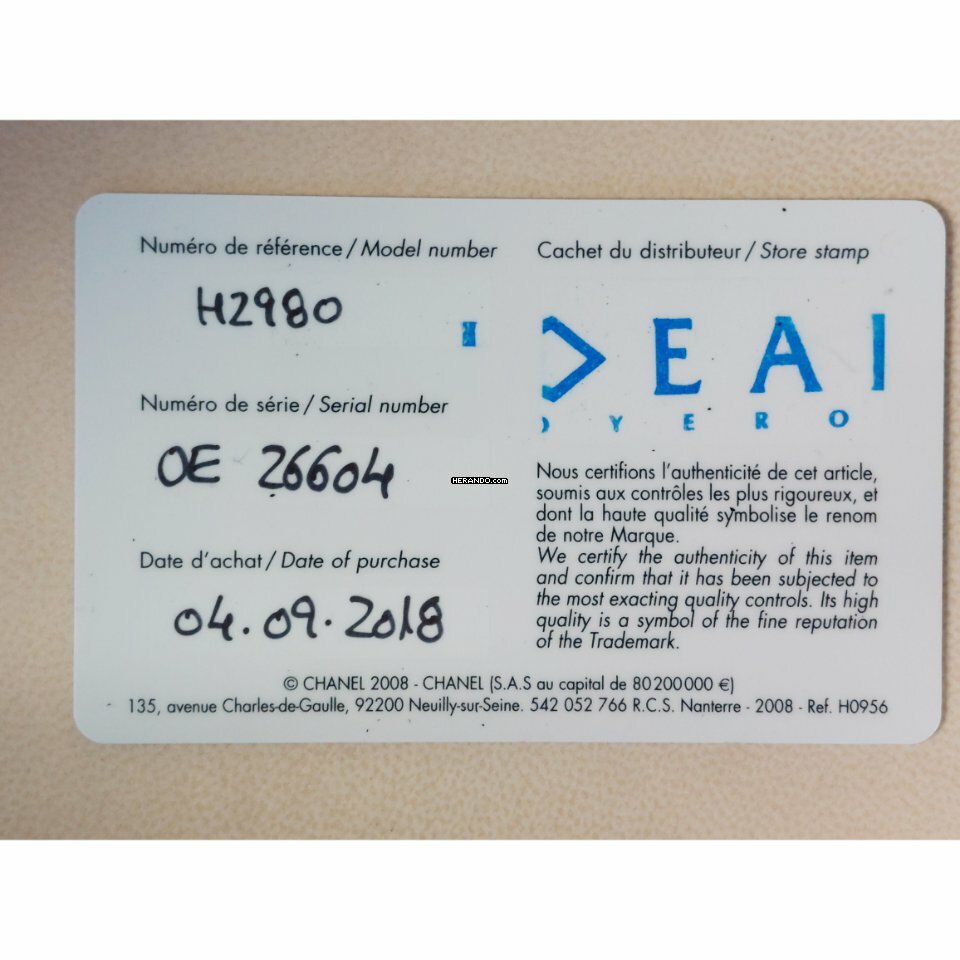 Numéro de référence / Model number
H2980
Numéro de série / Serial number
OE 26604
HERANDO.com
Date d'achat / Date of purchase
04.09.2018
Cachet du distributeur / Store stamp
DEAL
OYERO
Nous certifions l'authenticité de cet article,
soumis aux contrôles les plus rigoureux, et
dont la haute qualité symbolise le renom
de notre Marque.
We certify the authenticity of this item
and confirm that it has been subjected to
the most exacting quality controls. Its high
quality is a symbol of the fine reputation
of the Trademark.
© CHANEL 2008 - CHANEL (S.A.S au capital de 80200000 €)
135, avenue Charles-de-Gaulle, 92200 Neuilly-sur-Seine. 542 052 766 R.C.S. Nanterre - 2008 - Ref. H0956